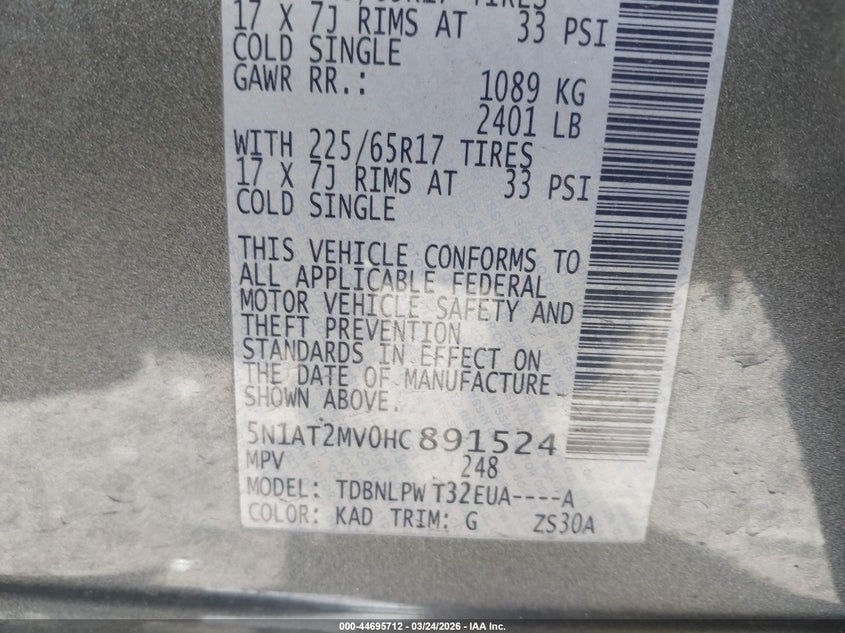 17 X 7J RIMS AT 33 PSI
COLD SINGLE
GAWR RR.: 1089 KG
2401 LB
WITH 225/65R17 TIRES
17 X 7J RIMS AT 33 PSI
COLD SINGLE
THIS VEHICLE CONFORMS TO
ALL APPLICABLE FEDERAL
MOTOR VEHICLE SAFETY AND
THEFT PREVENTION
STANDARDS IN EFFECT ON
THE DATE OF MANUFACTURE
SHOWN ABOVE.
5N1AT2MV0HC891524
MPV 248
MODEL: TDBNLPW T32EUA----A
COLOR: KAD TRIM: G ZS30A
000-44695712 - 03/24/2026 - IAA Inc.